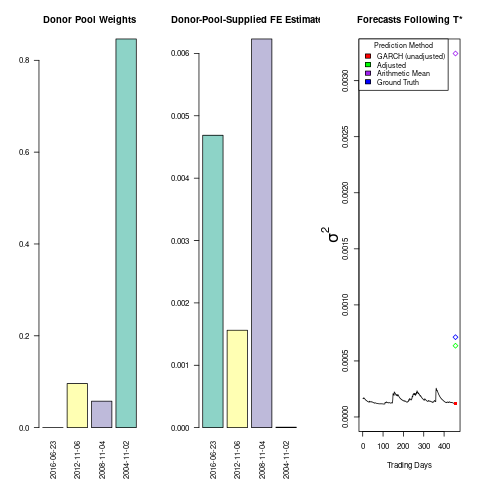 Donor Pool Weights
0.0
0.2
0.4
0.6
0.8
2016-06-23
2012-11-06
2008-11-04
2004-11-02
Donor-Pool-Supplied FE Estimate
0.000
0.001
0.002
0.003
0.004
0.005
0.006
2016-06-23
2012-11-06
2008-11-04
2004-11-02
Forecasts Following T*
Prediction Method
GARCH (unadjusted)
Adjusted
Arithmetic Mean
Ground Truth
σ²
0.0000
0.0005
0.0010
0.0015
0.0020
0.0025
0.0030
0 100 200 300 400
Trading Days